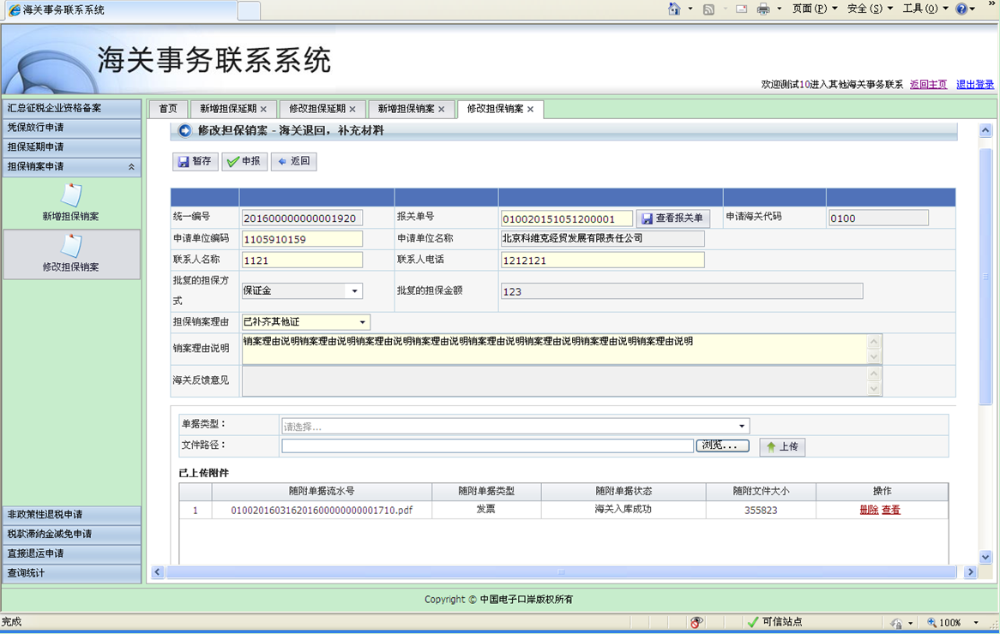 海关事务联系系统
页面(P) 安全(S) 工具(O)
海关事务联系系统
欢迎测试10进入其他海关事务联系 返回主页 退出登录
汇总征税企业资格备案
凭保放行申请
担保延期申请
担保销案申请
新增担保销案
修改担保销案
非政策性退税申请
税款滞纳金减免申请
直接退运申请
查询统计
首页 新增担保延期 修改担保延期 新增担保销案 修改担保销案
修改担保销案 - 海关退回，补充材料
暂存 申报 返回
统一编号 201600000000001920 报关单号 010020151051200001 查看报关单 申请海关代码 0100
申请单位编码 1105910159 申请单位名称 北京科维克经贸发展有限责任公司
联系人名称 1121 联系人电话 1212121
批复的担保方式 保证金 批复的担保金额 123
担保销案理由 已补齐其他证
销案理由说明 销案理由说明销案理由说明销案理由说明销案理由说明销案理由说明销案理由说明销案理由说明销案理由说明
海关反馈意见
单据类型： 请选择...
文件路径： 浏览... 上传
已上传附件
随附单据流水号 随附单据类型 随附单据状态 随附文件大小 操作
1 010020160316201600000000001710.pdf 发票 海关入库成功 355823 删除 查看
Copyright © 中国电子口岸版权所有
完成 可信站点 100%